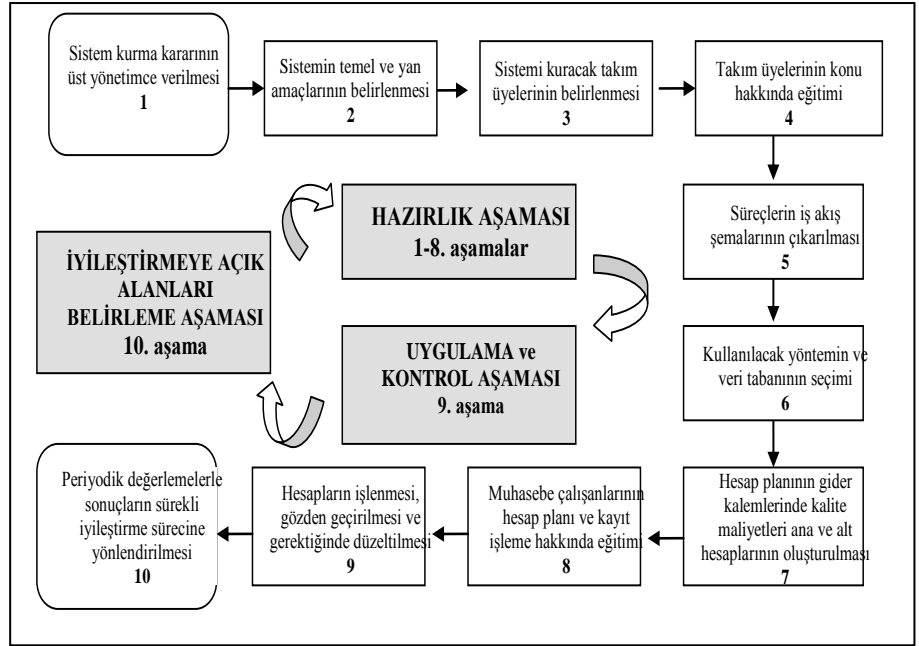 Sistem kurma kararının
üst yönetimce verilmesi
1
Sistemin temel ve yan
amaçlarının belirlenmesi
2
Sistemi kuracak takım
üyelerinin belirlenmesi
3
Takım üyelerinin konu
hakkında eğitimi
4
Süreçlerin iş akış
şemalarının çıkarılması
5
Kullanılacak yöntemin ve
veri tabanının seçimi
6
Hesap planının gider
kalemlerinde kalite
maliyetleri ana ve alt
hesaplarının oluşturulması
7
Muhasebe çalışanlarının
hesap planı ve kayıt
işleme hakkında eğitimi
8
Hesapların işlenmesi,
gözden geçirilmesi ve
gerektiğinde düzeltilmesi
9
Periyodik değerlemelerle
sonuçların sürekli
iyileştirme sürecine
yönlendirilmesi
10
HAZIRLIK AŞAMASI
1-8. aşamalar
UYGULAMA ve
KONTROL AŞAMASI
9. aşama
İYİLEŞTİRMEYE AÇIK
ALANLARI
BELİRLEME AŞAMASI
10. aşama